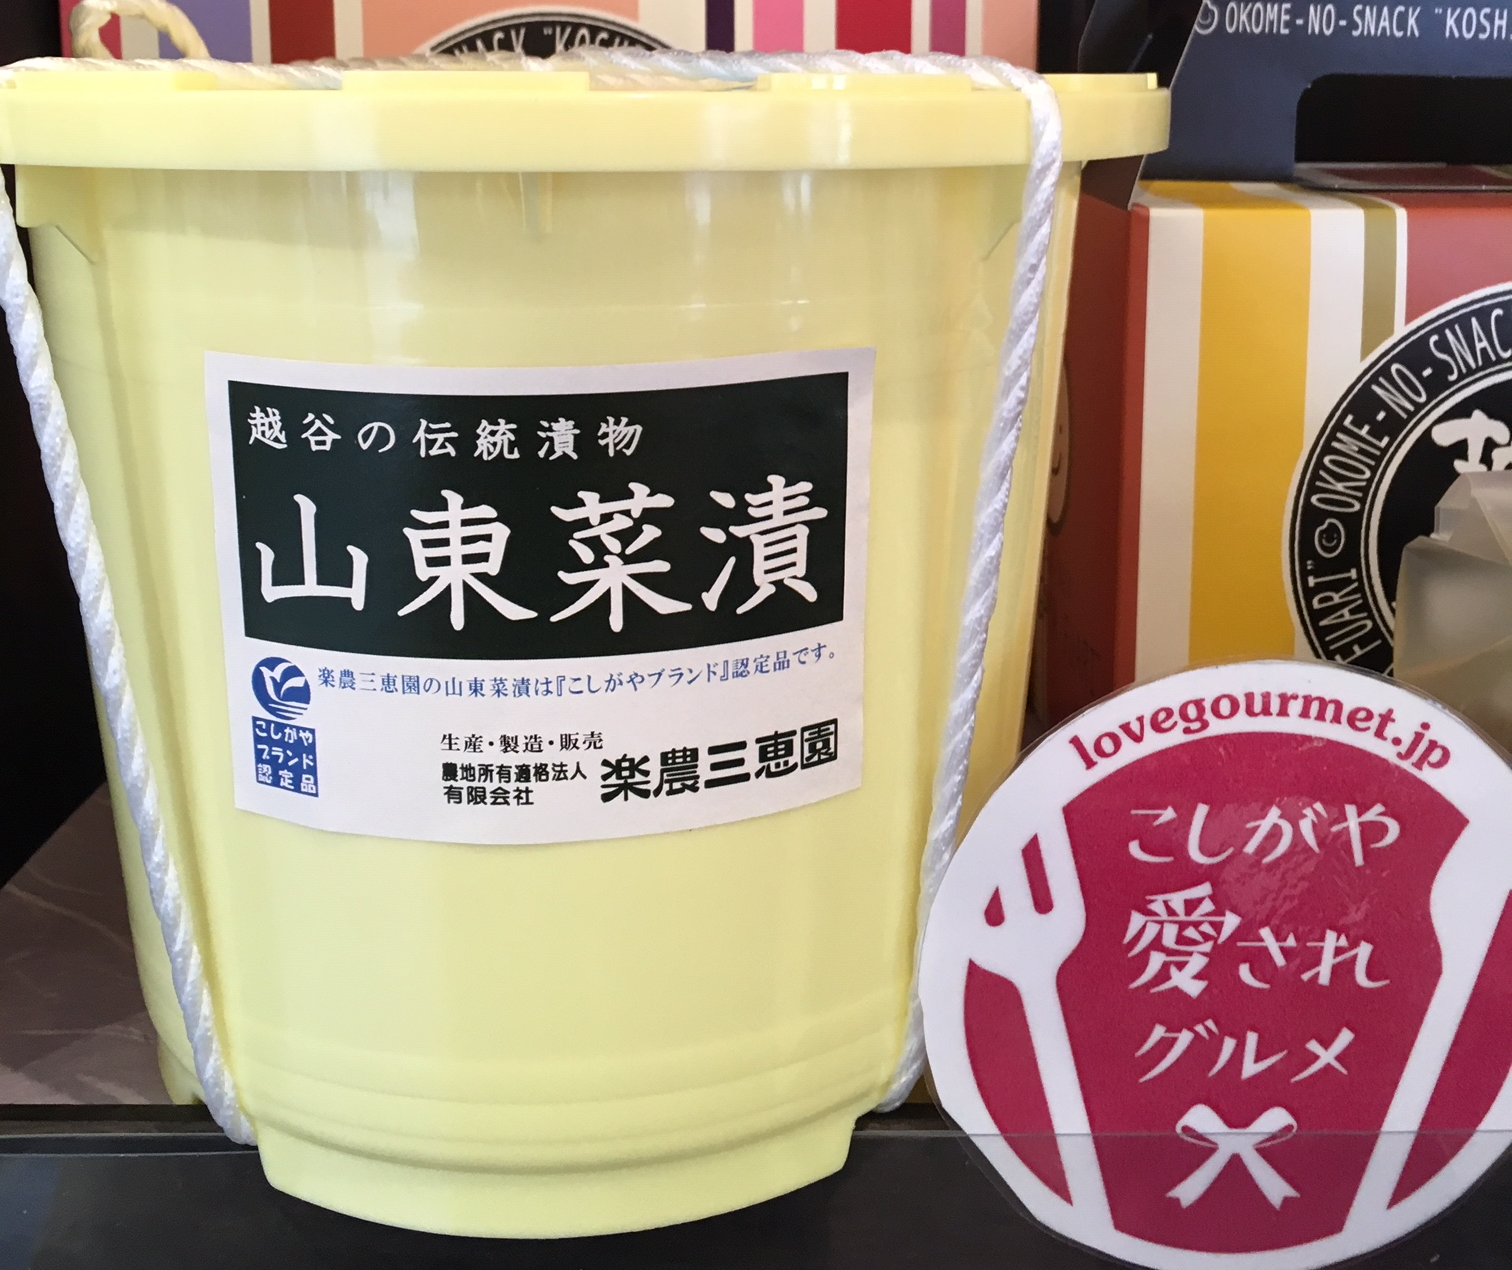 SNACK "KOSH
OKOME-NO-SNACK "KOSH
越谷の伝統漬物
山東菜漬
楽農三恵園の山東菜漬は『こしがやブランド』認定品です。
こしがや
ブランド
認定品
生産・製造・販売
農地所有適格法人
有限会社
楽農三恵園
OKOME-NO-SNAC
lovegourmet.jp
こしがや
愛され
グルメ